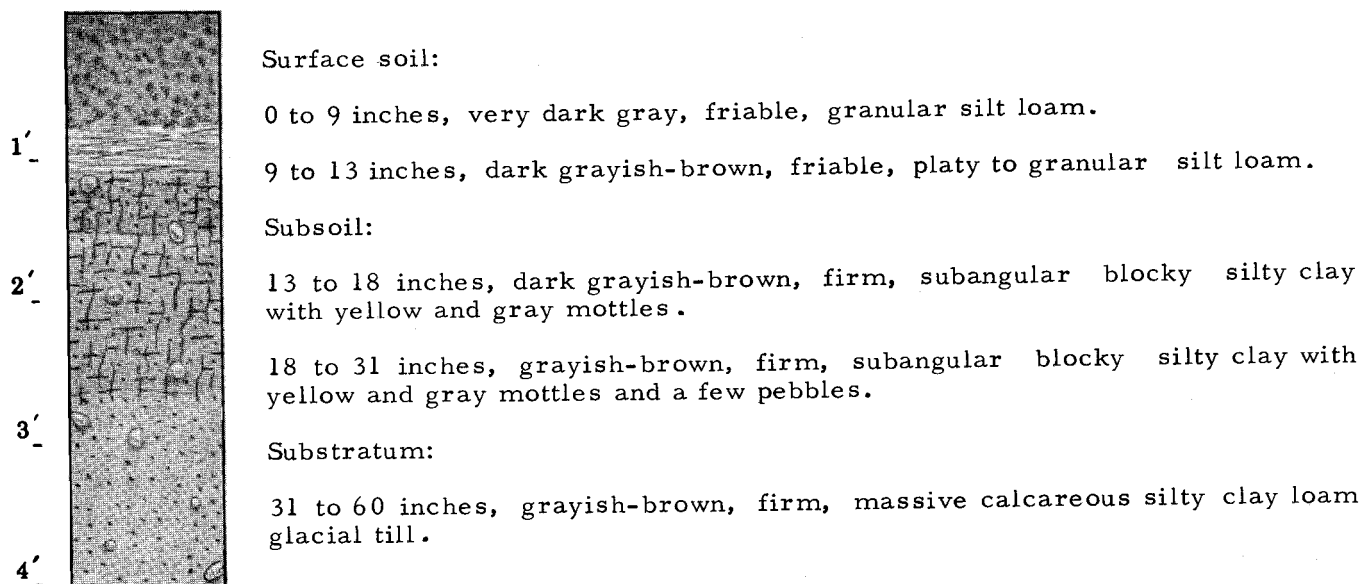 Surface soil:
0 to 9 inches, very dark gray, friable, granular silt loam.
1'
9 to 13 inches, dark grayish-brown, friable, platy to granular silt loam.
Subsoil:
2'
13 to 18 inches, dark grayish-brown, firm, subangular blocky silty clay
with yellow and gray mottles.
18 to 31 inches, grayish-brown, firm, subangular blocky silty clay with
yellow and gray mottles and a few pebbles.
3'
Substratum:
31 to 60 inches, grayish-brown, firm, massive calcareous silty clay loam
glacial till.
4'